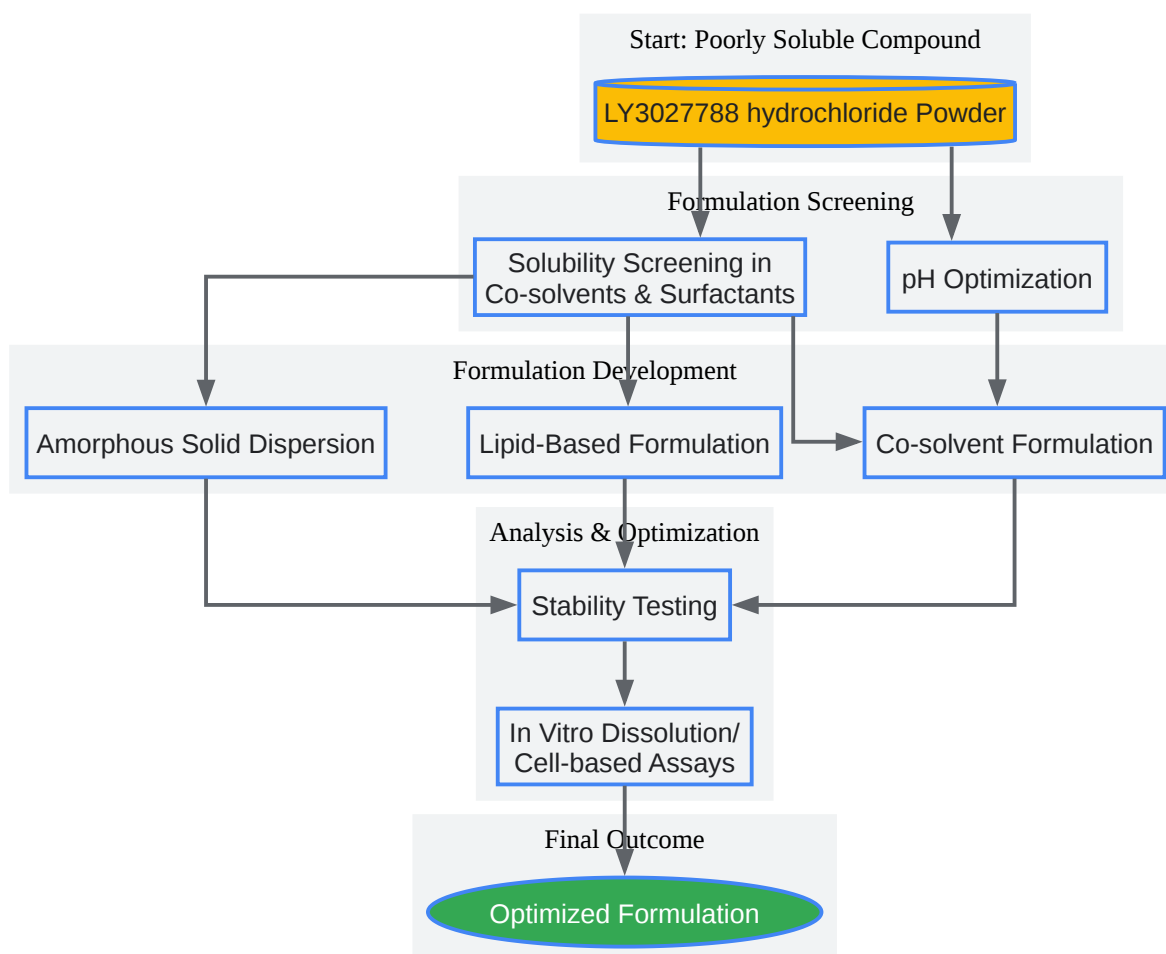 Start: Poorly Soluble Compound
LY3027788 hydrochloride Powder
Formulation Screening
Solubility Screening in
Co-solvents & Surfactants
pH Optimization
Formulation Development
Amorphous Solid Dispersion
Lipid-Based Formulation
Co-solvent Formulation
Analysis & Optimization
Stability Testing
In Vitro Dissolution/
Cell-based Assays
Final Outcome
Optimized Formulation